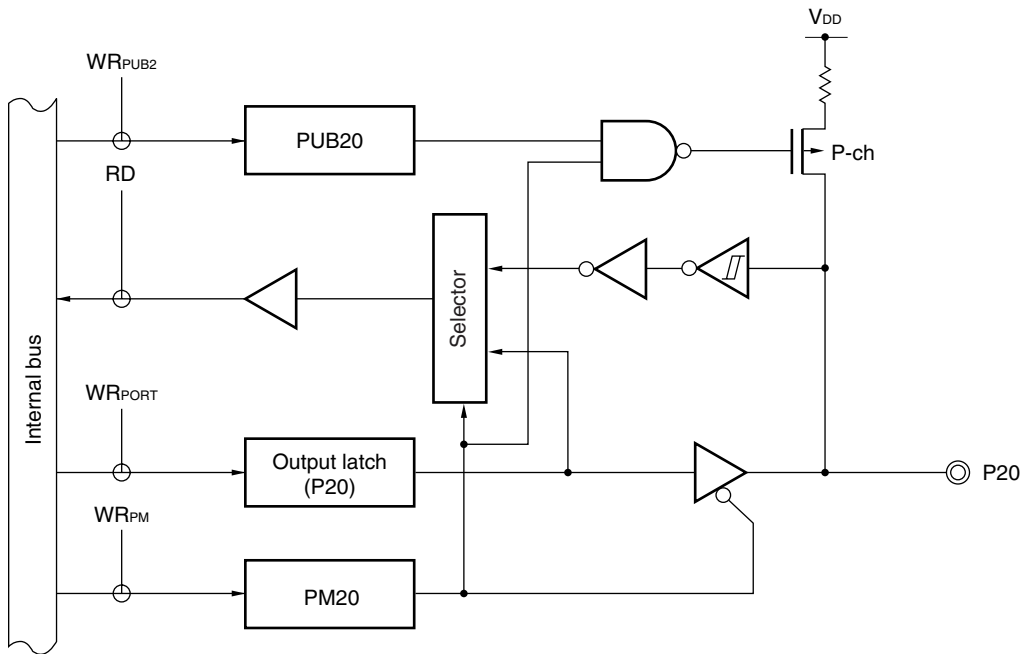 VDD
WRPUB2
PUB20
P-ch
RD
Selector
Internal bus
WRPORT
Output latch
(P20)
P20
WRPM
PM20